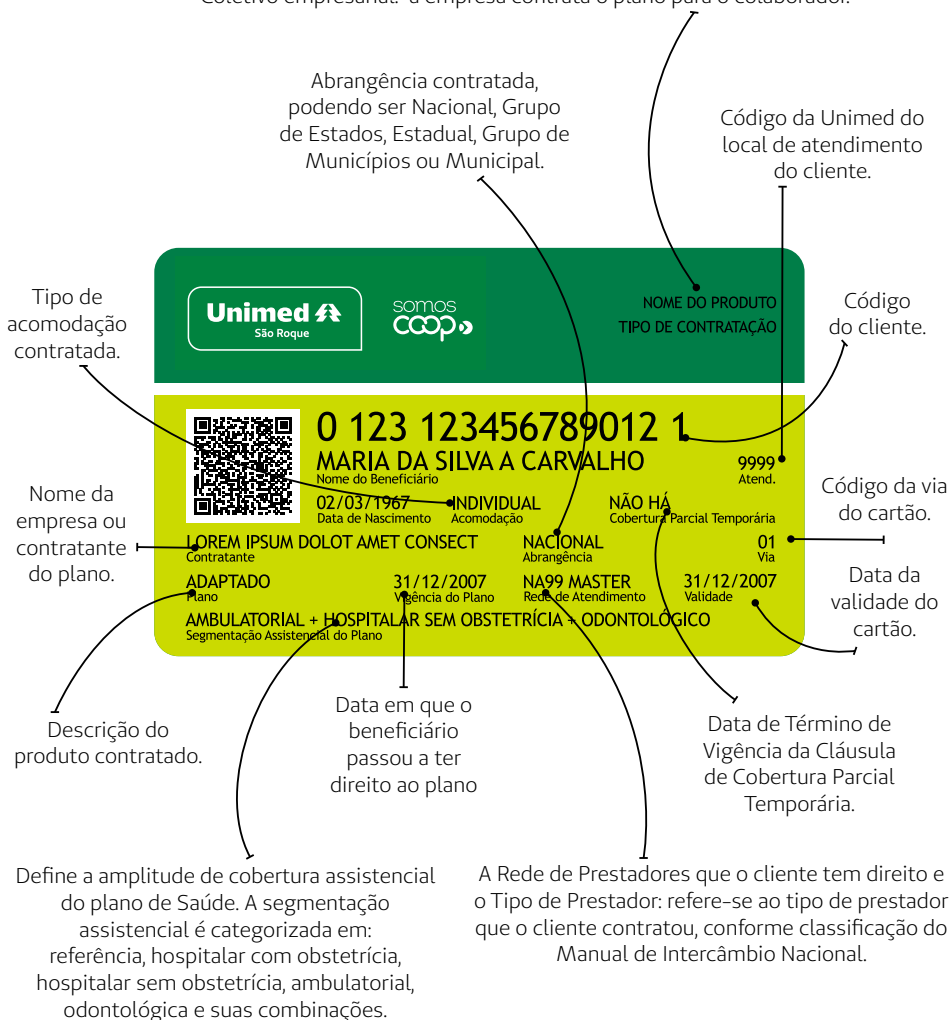 Coletivo empresarial: a empresa contrata o plano para o colaborador.
Abrangência contratada,
podendo ser Nacional, Grupo
de Estados, Estadual, Grupo de
Municípios ou Municipal.
Código da Unimed do
local de atendimento
do cliente.
Tipo de
acomodação
contratada.
Unimed
São Roque
somos
coop
NOME DO PRODUTO
TIPO DE CONTRATAÇÃO
Código
do cliente.
0 123 123456789012 1
MARIA DA SILVA A CARVALHO
Nome do Beneficiário
9999
Atend.
02/03/1967
Data de Nascimento
INDIVIDUAL
Acomodação
NÃO HÁ
Cobertura Parcial Temporária
Nome da
empresa ou
contratante
do plano.
Código da via
do cartão.
LOREM IPSUM DOLOT AMET CONSECT
Contratante
NACIONAL
Abrangência
01
Via
ADAPTADO
Plano
31/12/2007
Vigência do Plano
NA99 MASTER
Rede de Atendimento
31/12/2007
Validade
Data da
validade do
cartão.
AMBULATORIAL + HOSPITALAR SEM OBSTETRÍCIA + ODONTOLÓGICO
Segmentação Assistencial do Plano
Descrição do
produto contratado.
Data em que o
beneficiário
passou a ter
direito ao plano
Data de Término de
Vigência da Cláusula
de Cobertura Parcial
Temporária.
Define a amplitude de cobertura assistencial
do plano de Saúde. A segmentação
assistencial é categorizada em:
referência, hospitalar com obstetrícia,
hospitalar sem obstetrícia, ambulatorial,
odontológica e suas combinações.
A Rede de Prestadores que o cliente tem direito e
o Tipo de Prestador: refere-se ao tipo de prestador
que o cliente contratou, conforme classificação do
Manual de Intercâmbio Nacional.